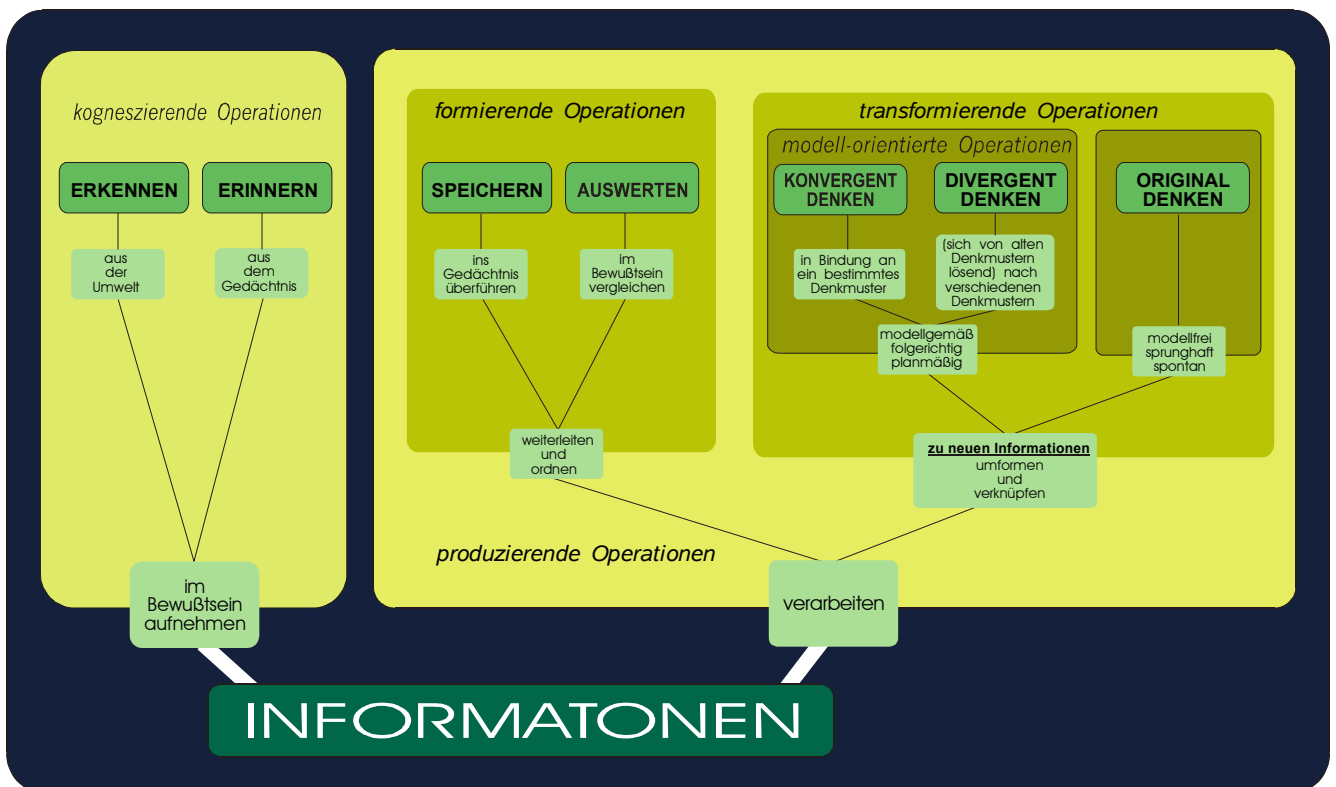 kogneszierende Operationen
ERKENNEN
ERINNERN
aus
der
Umwelt
aus
dem
Gedächtnis
im
Bewußtsein
aufnehmen
formierende Operationen
SPEICHERN
AUSWERTEN
ins
Gedächtnis
überführen
im
Bewußtsein
vergleichen
weiterleiten
und
ordnen
transformierende Operationen
modell-orientierte Operationen
KONVERGENT
DENKEN
DIVERGENT
DENKEN
ORIGINAL
DENKEN
in Bindung an
ein bestimmtes
Denkmuster
(sich von alten
Denkmustern
lösend) nach
verschiedenen
Denkmustern
modellgemäß
folgerichtig
planmäßig
modellfrei
sprunghaft
spontan
zu neuen Informationen
umformen
und
verknüpfen
produzierende Operationen
verarbeiten
INFORMATONEN